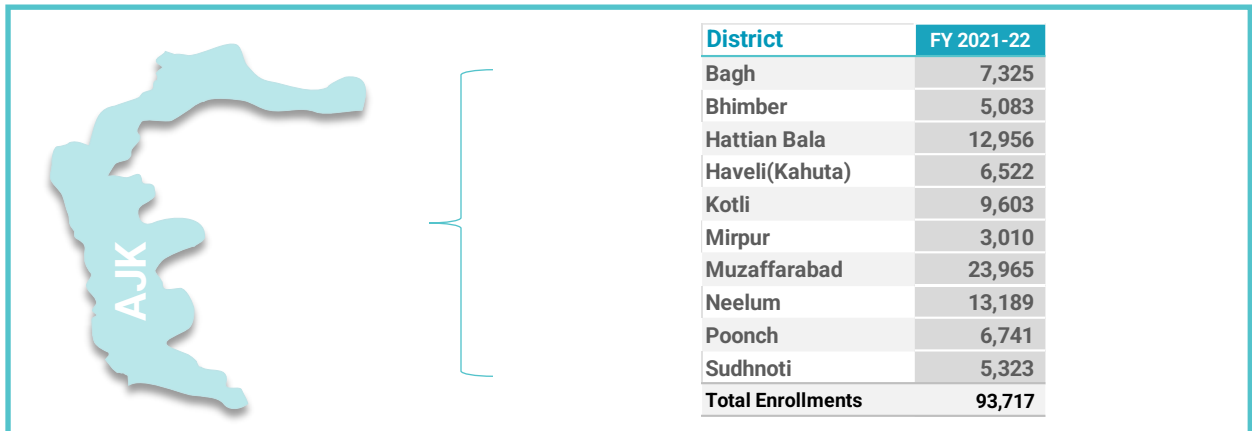 AJK
District FY 2021-22
Bagh 7,325
Bhimber 5,083
Hattian Bala 12,956
Haveli(Kahuta) 6,522
Kotli 9,603
Mirpur 3,010
Muzaffarabad 23,965
Neelum 13,189
Poonch 6,741
Sudhnoti 5,323
Total Enrollments 93,717